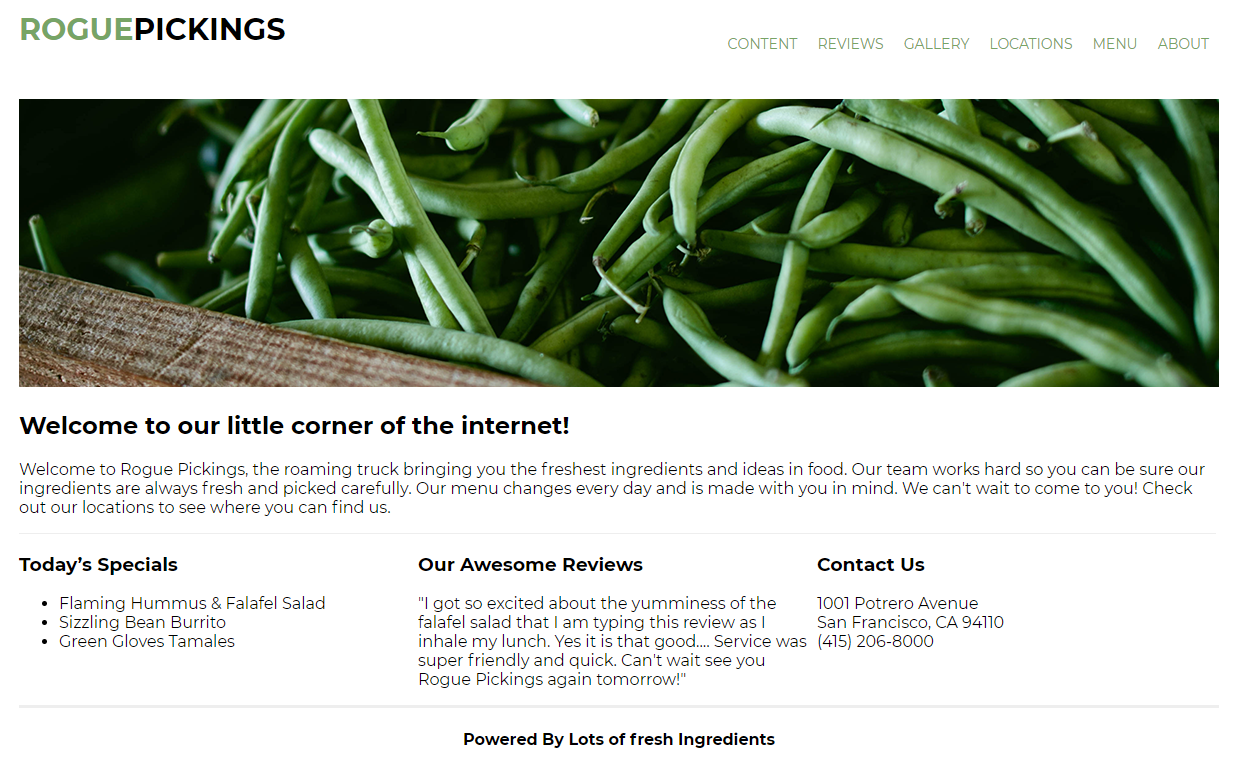 ROGUEPICKINGS
CONTENT REVIEWS GALLERY LOCATIONS MENU ABOUT
Welcome to our little corner of the internet!
Welcome to Rogue Pickings, the roaming truck bringing you the freshest ingredients and ideas in food. Our team works hard so you can be sure our
ingredients are always fresh and picked carefully. Our menu changes every day and is made with you in mind. We can't wait to come to you! Check
out our locations to see where you can find us.
Today’s Specials
• Flaming Hummus & Falafel Salad
• Sizzling Bean Burrito
• Green Gloves Tamales
Our Awesome Reviews
"I got so excited about the yumminess of the
falafel salad that I am typing this review as I
inhale my lunch. Yes it is that good.... Service was
super friendly and quick. Can't wait see you
Rogue Pickings again tomorrow!"
Contact Us
1001 Potrero Avenue
San Francisco, CA 94110
(415) 206-8000
Powered By Lots of fresh Ingredients